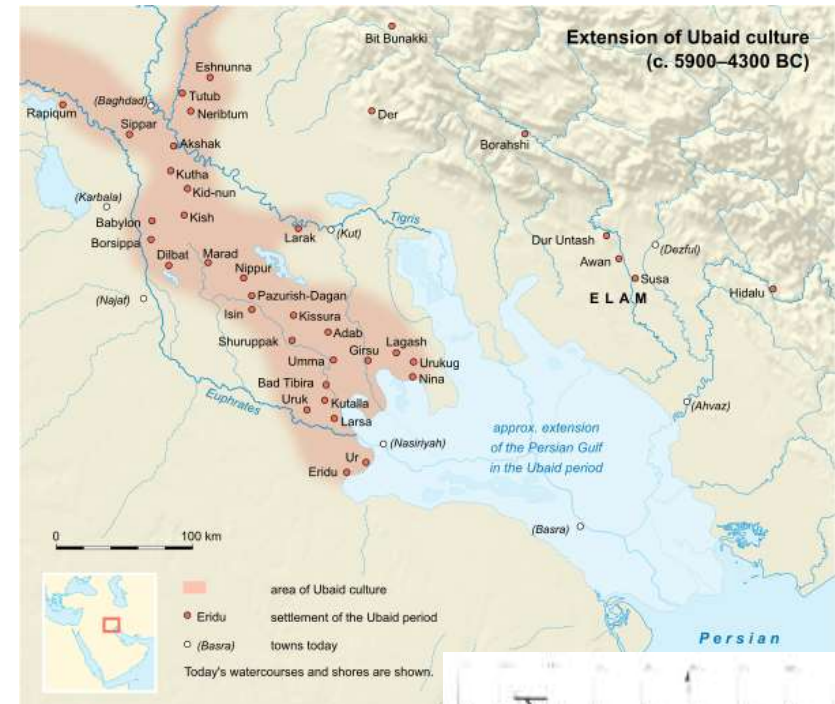 Extension of Ubaid culture
(c. 5900–4300 BC)
Bit Bunakki
Eshnunna
Tutub
(Baghdad)
Neribtum
Rapiqum
Der
Sippar
Akshak
Borahshi
Kutha
Kid-nun
(Karbala)
Kish
Babylon
Tigris
Larak
(Kut)
Borsippa
Dur Untash
(Dezful)
Dilbat
Marad
Awan
Nippur
Susa
ELAM
Hidalu
(Najaf)
Pazurish-Dagan
Isin
Kissura
Adab
Shuruppak
Lagash
Girsu
Umma
Urukug
Nina
Bad Tibira
Euphrates
Uruk
Kutalla
(Ahvaz)
Larsa
approx. extension
of the Persian Gulf
in the Ubaid period
(Nasiriyah)
Ur
Eridu
(Basra)
0 100 km
area of Ubaid culture
Eridu settlement of the Ubaid period
(Basra) towns today
Today's watercourses and shores are shown.
Persian